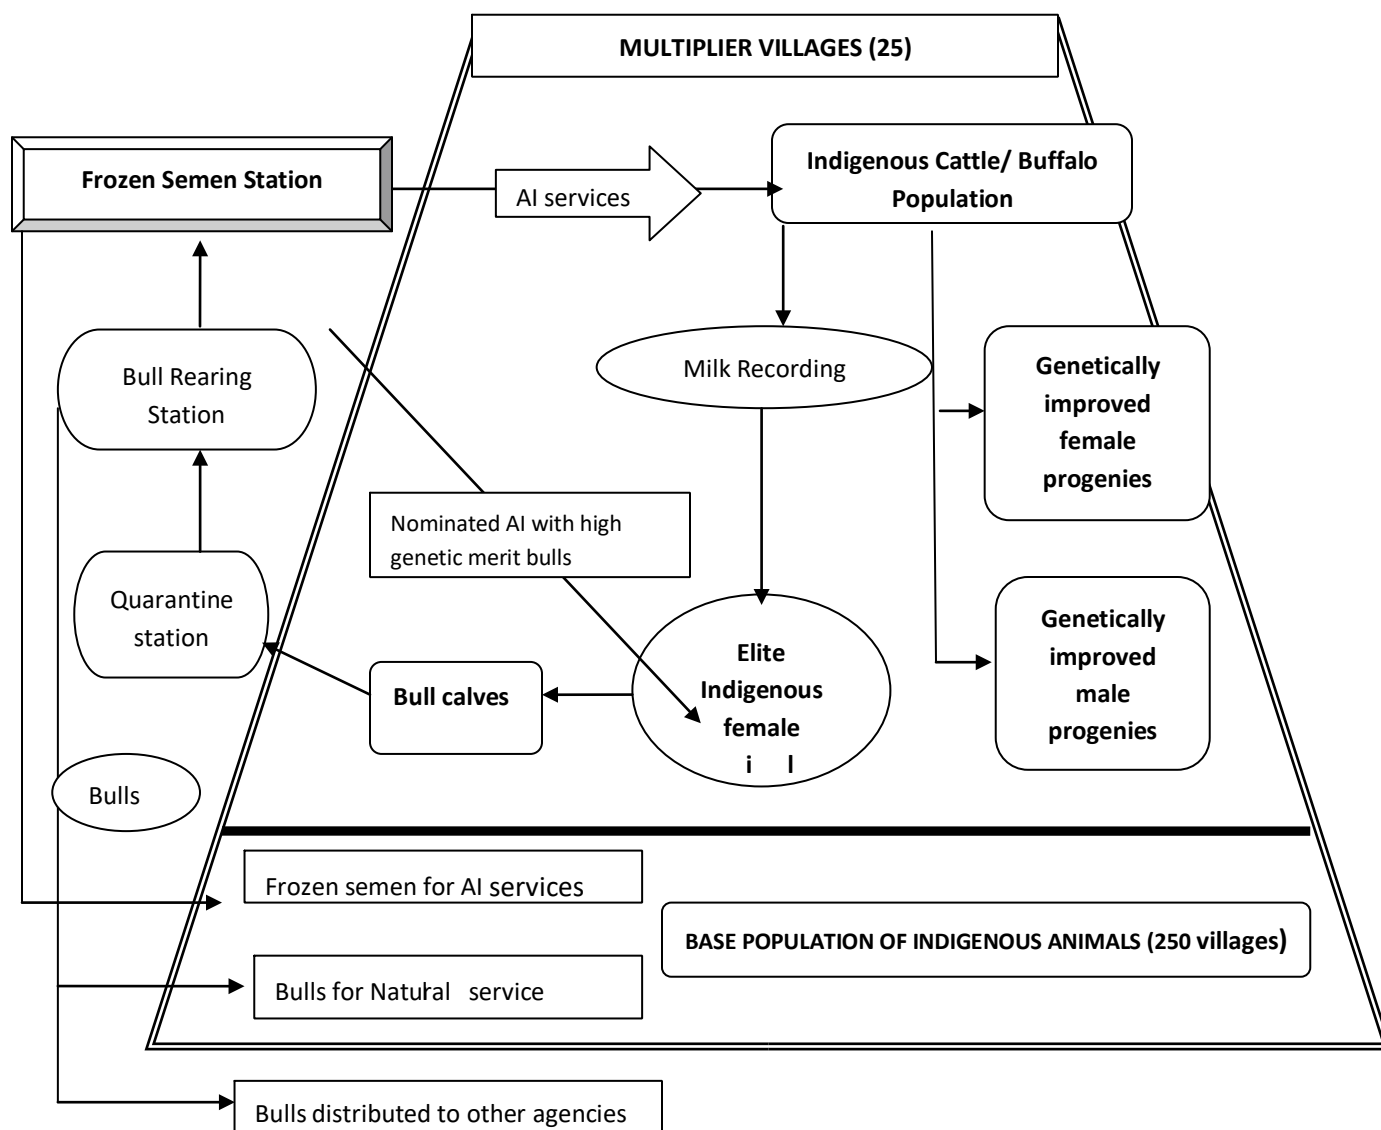 MULTIPLIER VILLAGES (25)
Frozen Semen Station
AI services
Indigenous Cattle/ Buffalo
Population
Bull Rearing
Station
Milk Recording
Genetically
improved
female
progenies
Nominated AI with high
genetic merit bulls
Quarantine
station
Bull calves
Elite
Indigenous
female
Genetically
improved
male
progenies
Bulls
Frozen semen for AI services
BASE POPULATION OF INDIGENOUS ANIMALS (250 villages)
Bulls for Natural service
Bulls distributed to other agencies